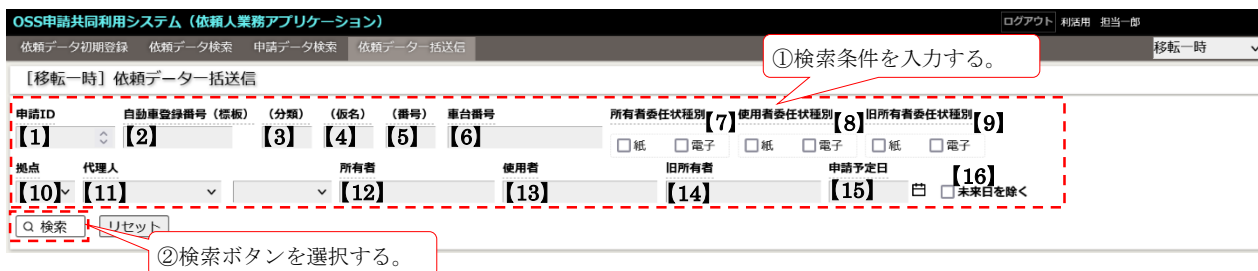 OSS申請共同利用システム（依頼人業務アプリケーション）
ログアウト 利活用 担当一郎
依頼データ初期登録 依頼データ検索 申請データ検索 依頼データ一括送信
移転一時
①検索条件を入力する。
［移転一時］依頼データ一括送信
申請ID 自動車登録番号（標板） （分類） （仮名） （番号） 車台番号 所有者委任状種別【7】 使用者委任状種別【8】 旧所有者委任状種別【9】
【1】 【2】 【3】 【4】 【5】 【6】 紙 電子 紙 電子 紙 電子
拠点 代理人 所有者 使用者 旧所有者 申請予定日 【16】
【10】 【11】 【12】 【13】 【14】 【15】 未来日を除く
検索 リセット
②検索ボタンを選択する。